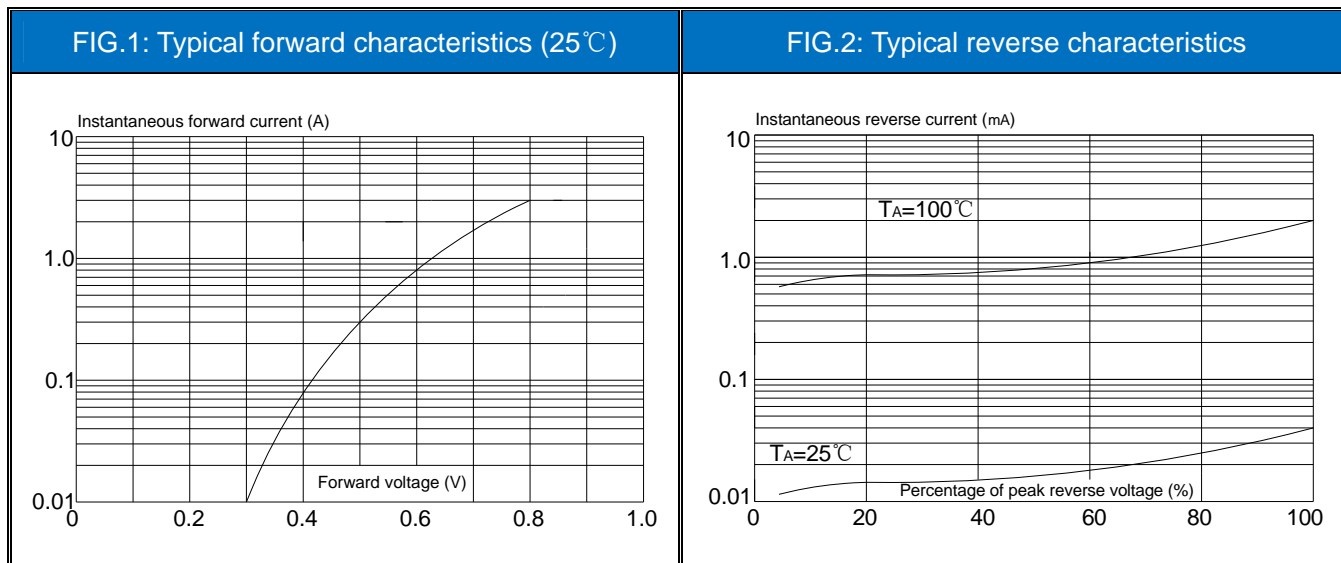 FIG.1: Typical forward characteristics (25℃)
Instantaneous forward current (A)
10
1.0
0.1
0.01
Forward voltage (V)
0 0.2 0.4 0.6 0.8 1.0
FIG.2: Typical reverse characteristics
Instantaneous reverse current (mA)
10
TA=100℃
1.0
0.1
TA=25℃
0.01
Percentage of peak reverse voltage (%)
0 20 40 60 80 100